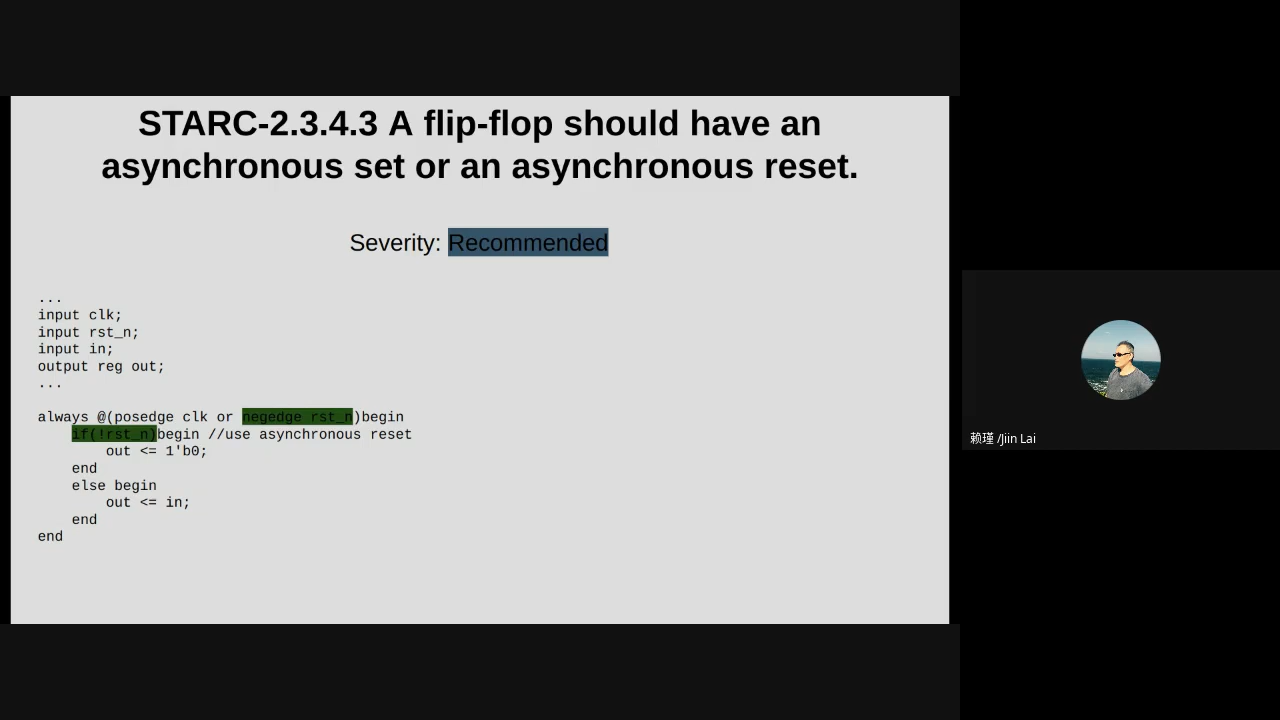 STARC-2.3.4.3 A flip-flop should have an
asynchronous set or an asynchronous reset.
Severity: Recommended
...
input clk;
input rst_n;
input in;
output reg out;
...
always @(posedge clk or negedge rst_n)begin
    if(!rst_n)begin //use asynchronous reset
        out <= 1'b0;
    end
    else begin
        out <= in;
    end
end
赖瑾 /Jiin Lai